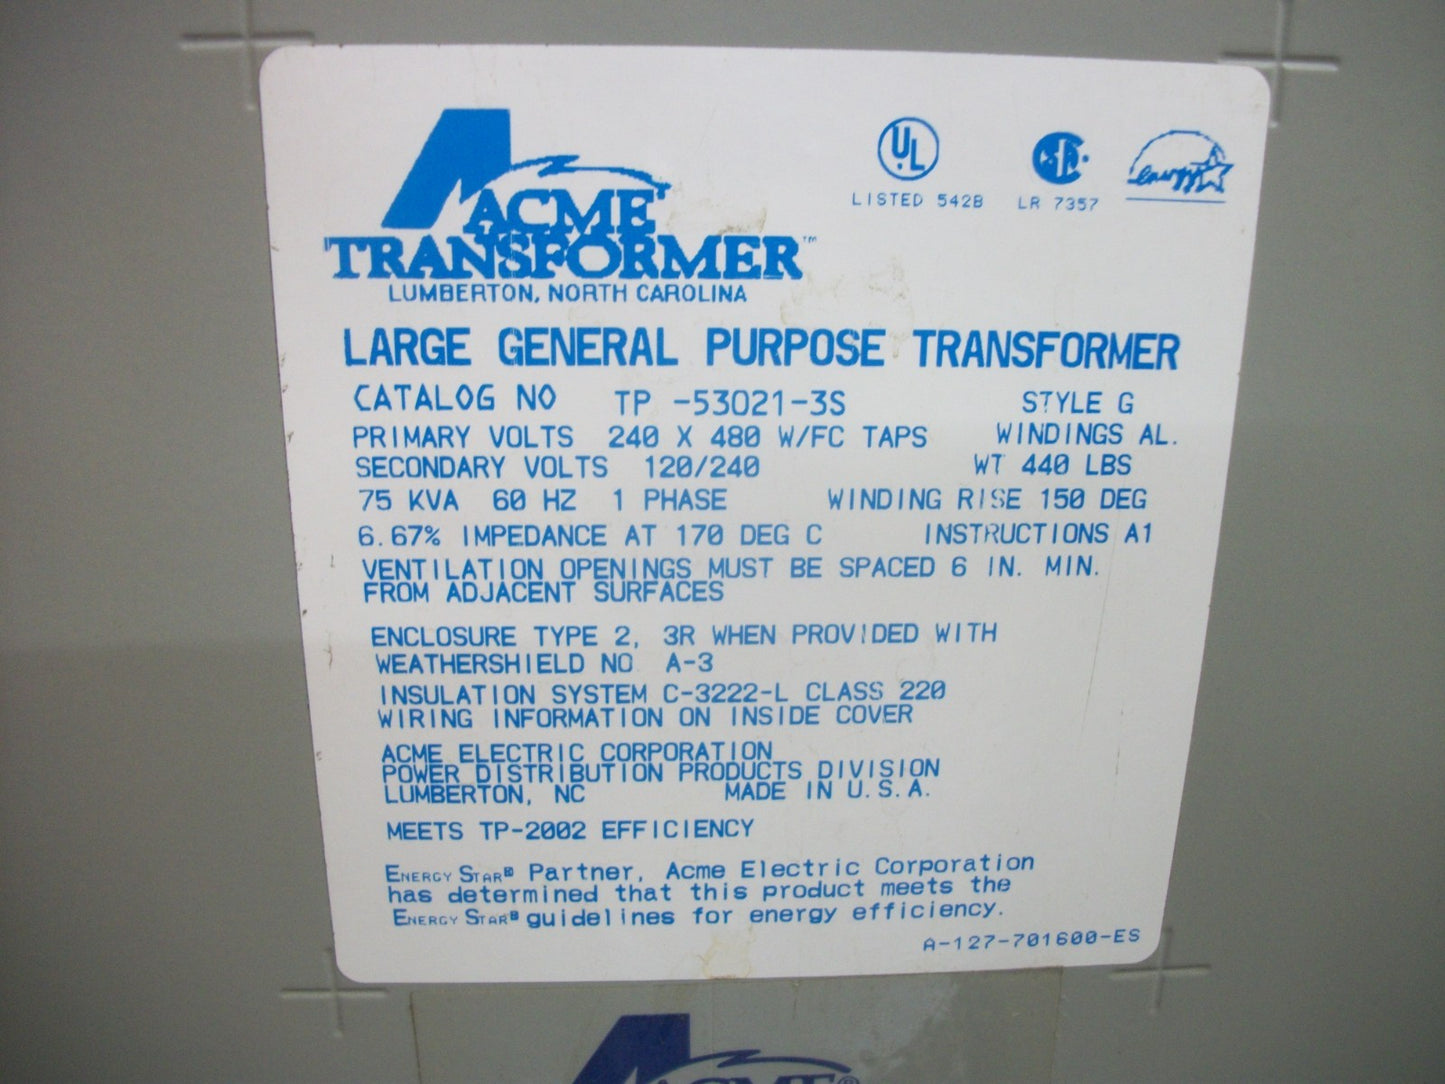 ACME
TRANSFORMER™
LUMBERTON, NORTH CAROLINA
UL
LISTED 542B
LR 7357
energy
LARGE GENERAL PURPOSE TRANSFORMER
CATALOG NO TP -53021-3S STYLE G
PRIMARY VOLTS 240 X 480 W/FC TAPS WINDINGS AL.
SECONDARY VOLTS 120/240 WT 440 LBS
75 KVA 60 HZ 1 PHASE WINDING RISE 150 DEG
6.67% IMPEDANCE AT 170 DEG C INSTRUCTIONS A1
VENTILATION OPENINGS MUST BE SPACED 6 IN. MIN.
FROM ADJACENT SURFACES
ENCLOSURE TYPE 2, 3R WHEN PROVIDED WITH
WEATHERSHIELD NO A-3
INSULATION SYSTEM C-3222-L CLASS 220
WIRING INFORMATION ON INSIDE COVER
ACME ELECTRIC CORPORATION
POWER DISTRIBUTION PRODUCTS DIVISION
LUMBERTON, NC MADE IN U.S.A.
MEETS TP-2002 EFFICIENCY
ENERGY STAR® Partner, Acme Electric Corporation
has determined that this product meets the
ENERGY STAR® guidelines for energy efficiency.
A-127-701600-ES
ACME®